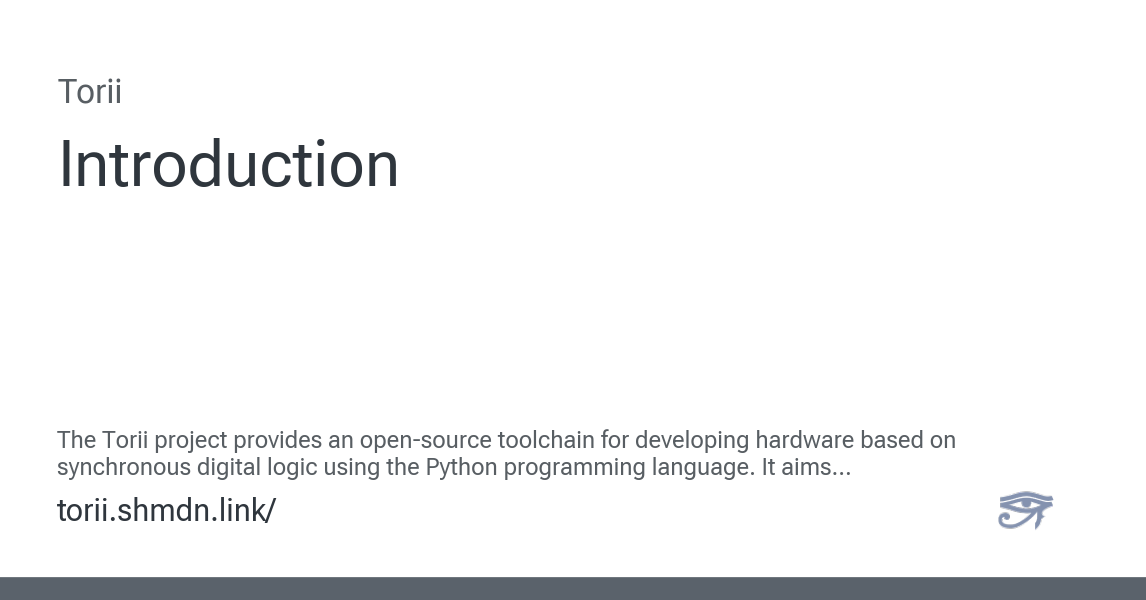 Torii
Introduction
The Torii project provides an open-source toolchain for developing hardware based on
synchronous digital logic using the Python programming language. It aims...
torii.shmdn.link/